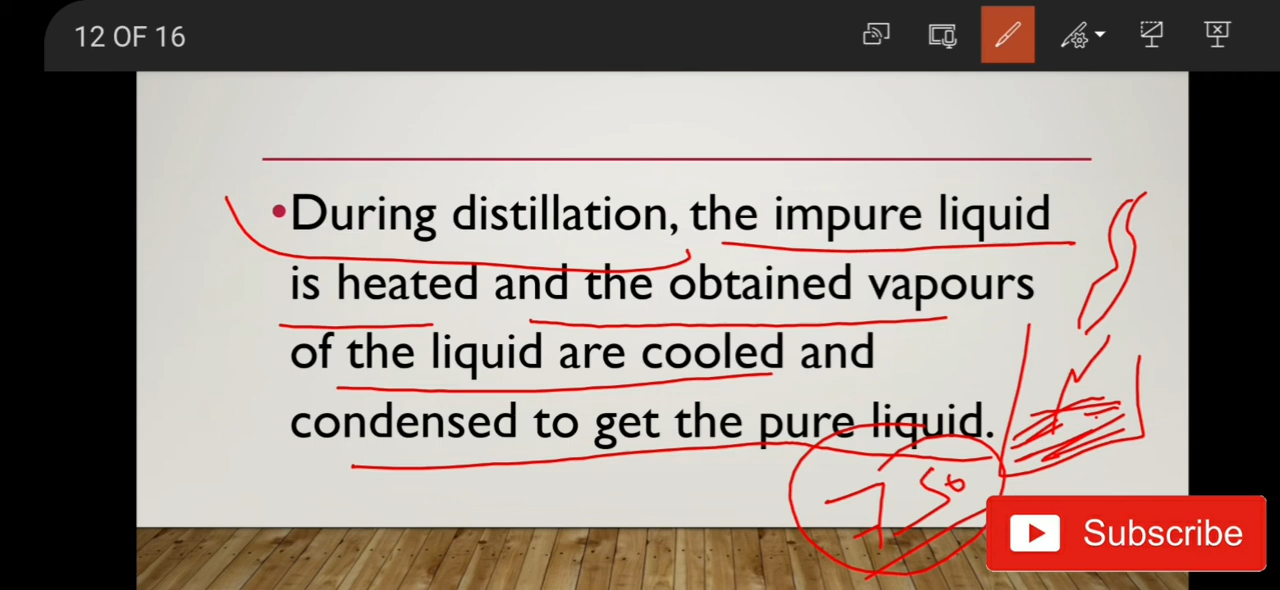 12 OF 16
•During distillation, the impure liquid
is heated and the obtained vapours
of the liquid are cooled and
condensed to get the pure liquid.
Subscribe